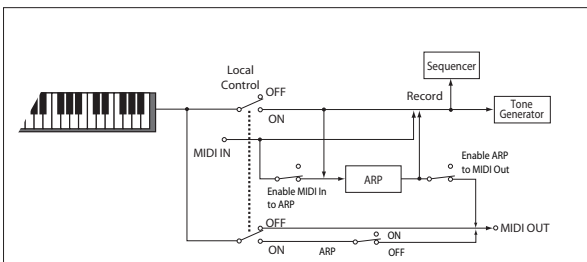 Sequencer
Local
Control
OFF
Record
ON
Tone
Generator
MIDI IN
Enable ARP
to MIDI Out
ARP
Enable MIDI In
to ARP
OFF
MIDI OUT
ON
ON
ARP
OFF